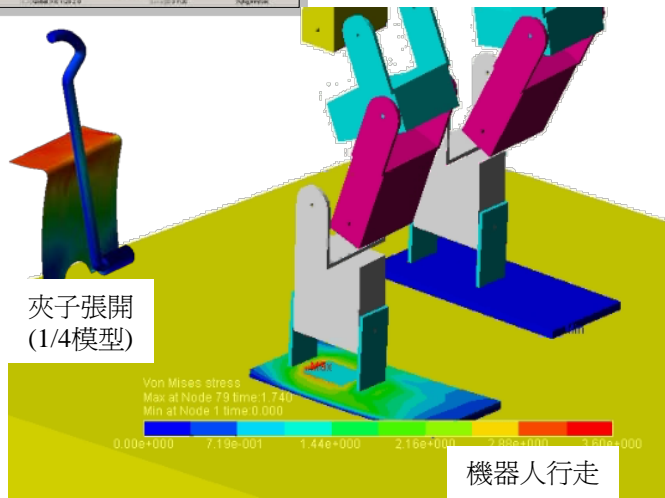 夾子張開
(1/4模型)
Max
Von Mises stress
Max at Node 79 time:1.740
Min at Node 1 time:0.000
0.00e+000 7.19e-001 1.44e+000 2.16e+000 2.88e+000 3.60e+000
機器人行走